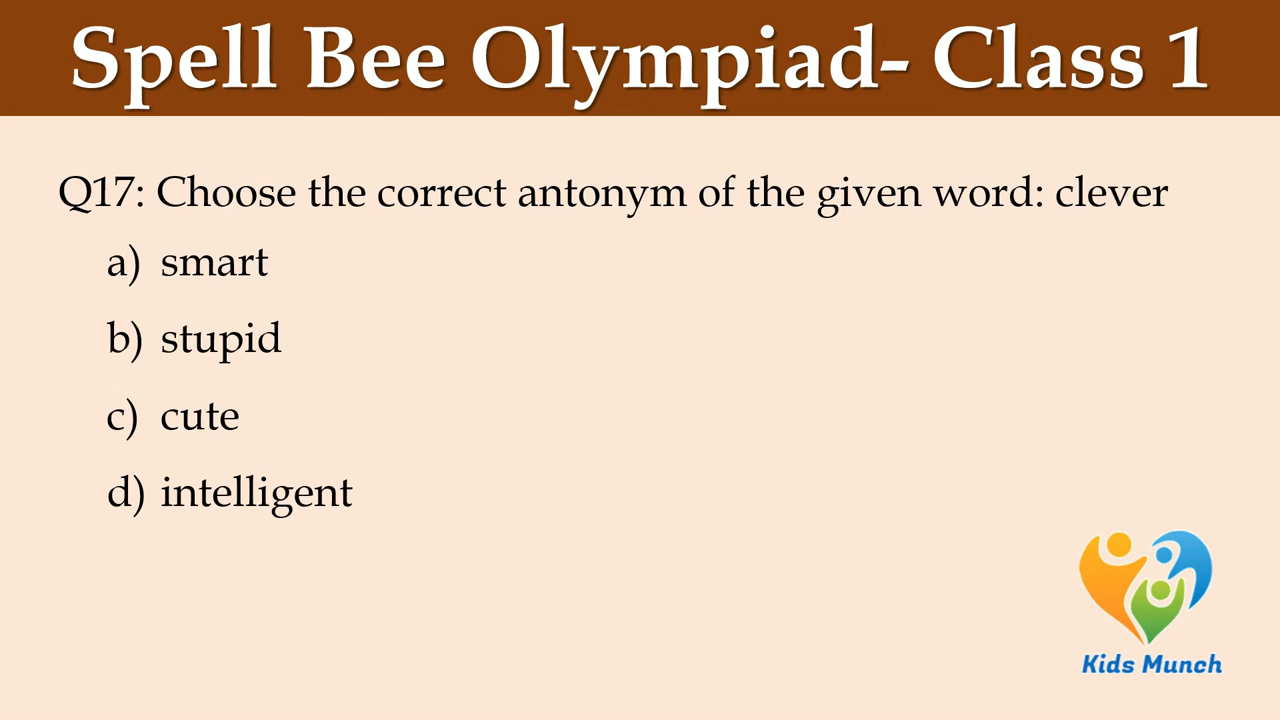 Spell Bee Olympiad- Class 1
Q17: Choose the correct antonym of the given word: clever
a) smart
b) stupid
c) cute
d) intelligent
Kids Munch